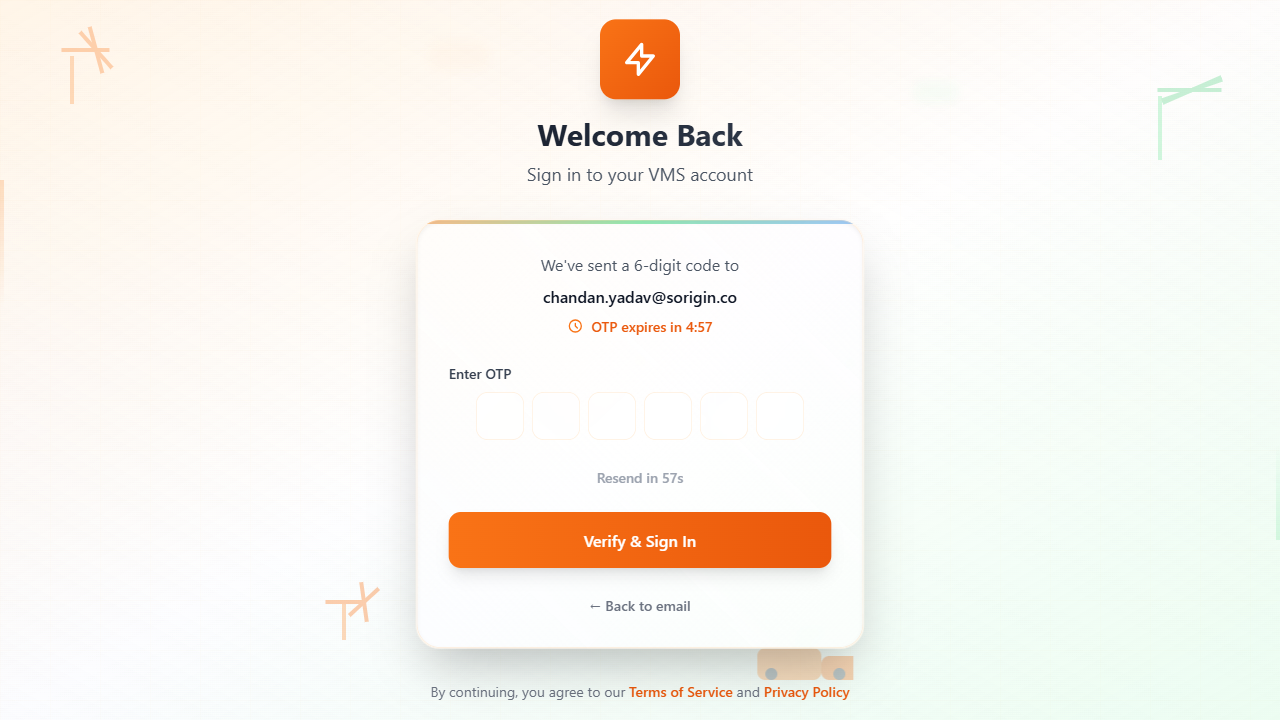 Welcome Back
Sign in to your VMS account
We've sent a 6-digit code to
chandan.yadav@sorigin.co
OTP expires in 4:57
Enter OTP
Resend in 57s
Verify & Sign In
← Back to email
By continuing, you agree to our Terms of Service and Privacy Policy